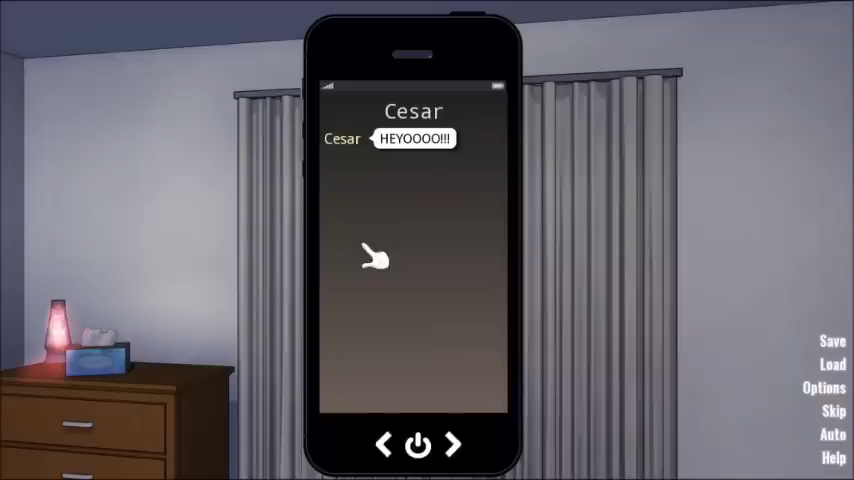 Cesar
Cesar HEYOOOO!!!
Save
Load
Options
Skip
Auto
Help